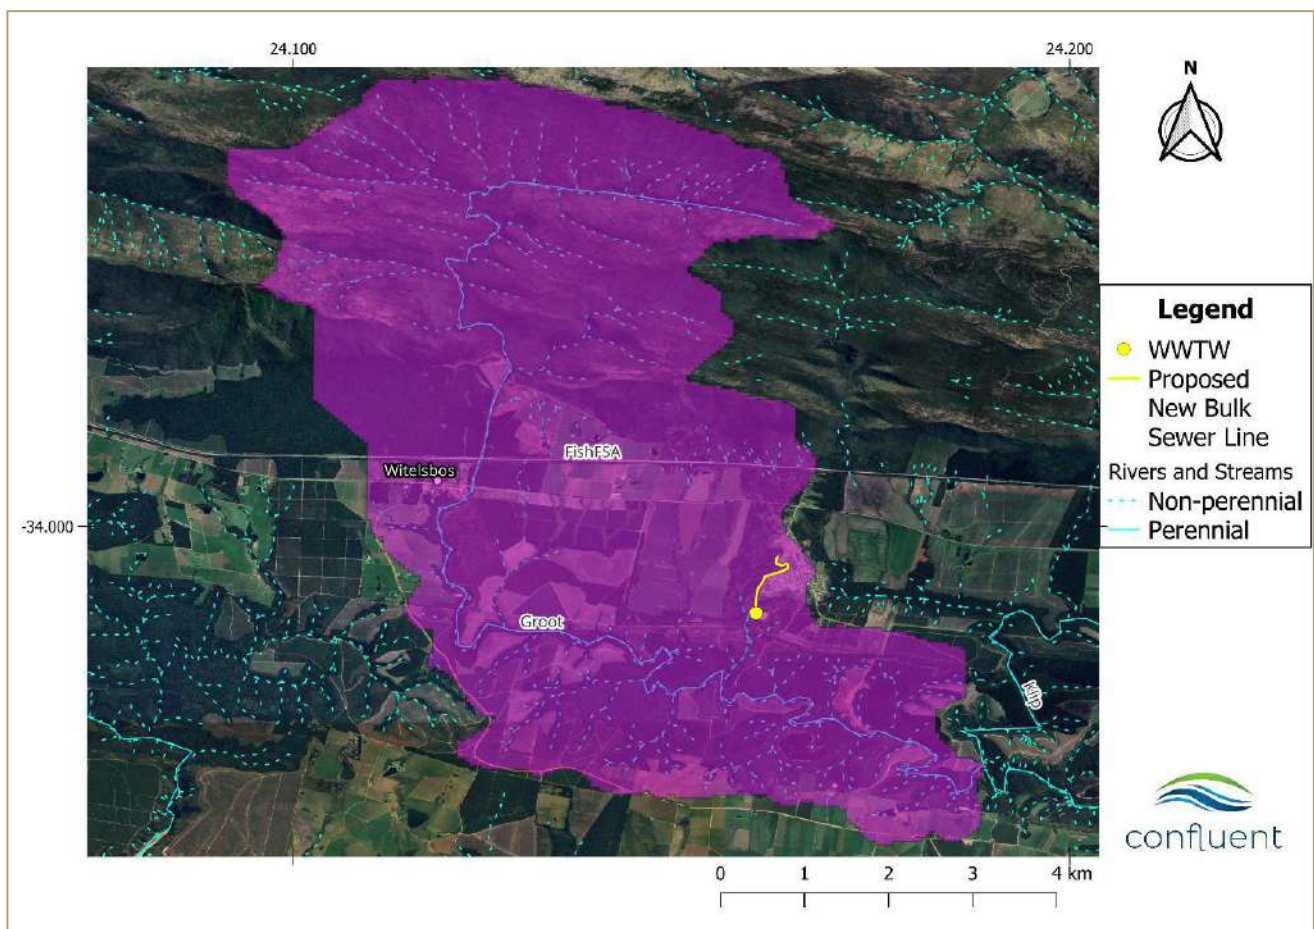 24.100
24.200
N
Legend
WWTW
Proposed
New Bulk
Sewer Line
Rivers and Streams
Non-perennial
Perennial
FishFSA
Witelsbos
-34.000
Groot
Klip
confluent
0 1 2 3 4 km